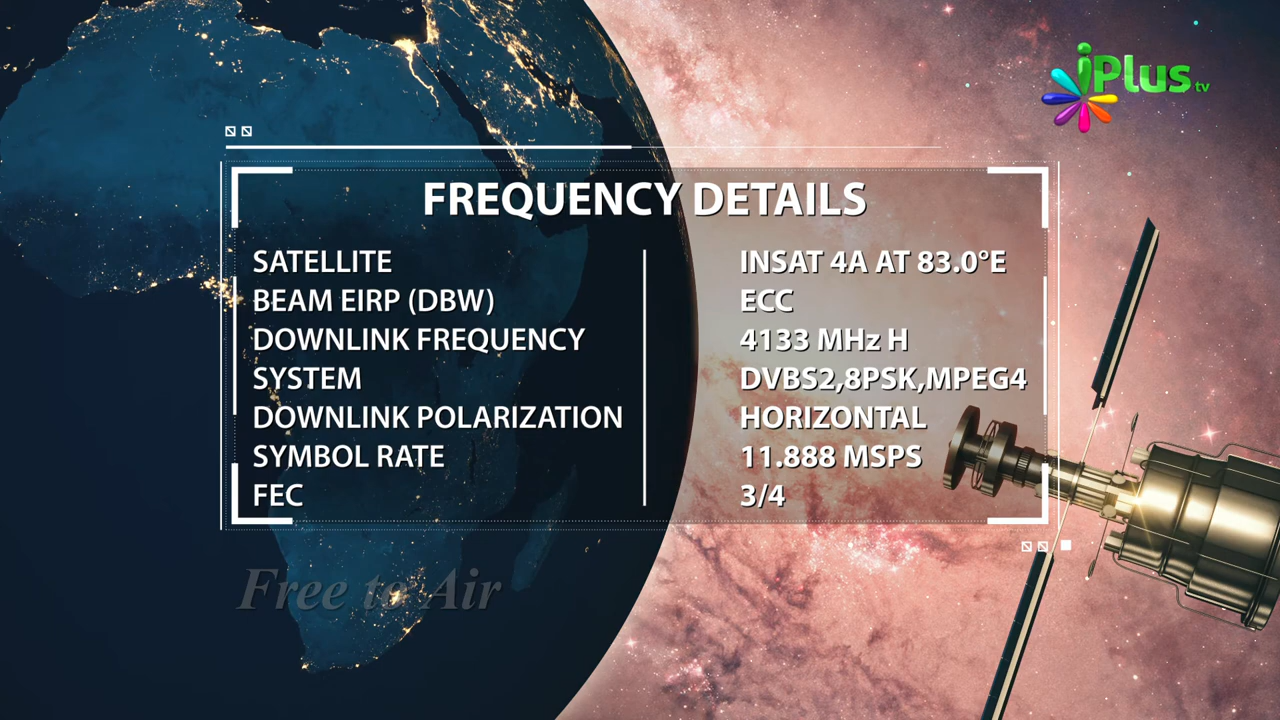 iPlus tv
FREQUENCY DETAILS
SATELLITE INSAT 4A AT 83.0°E
BEAM EIRP (DBW) ECC
DOWNLINK FREQUENCY 4133 MHz H
SYSTEM DVBS2,8PSK,MPEG4
DOWNLINK POLARIZATION HORIZONTAL
SYMBOL RATE 11.888 MSPS
FEC 3/4
Free to Air